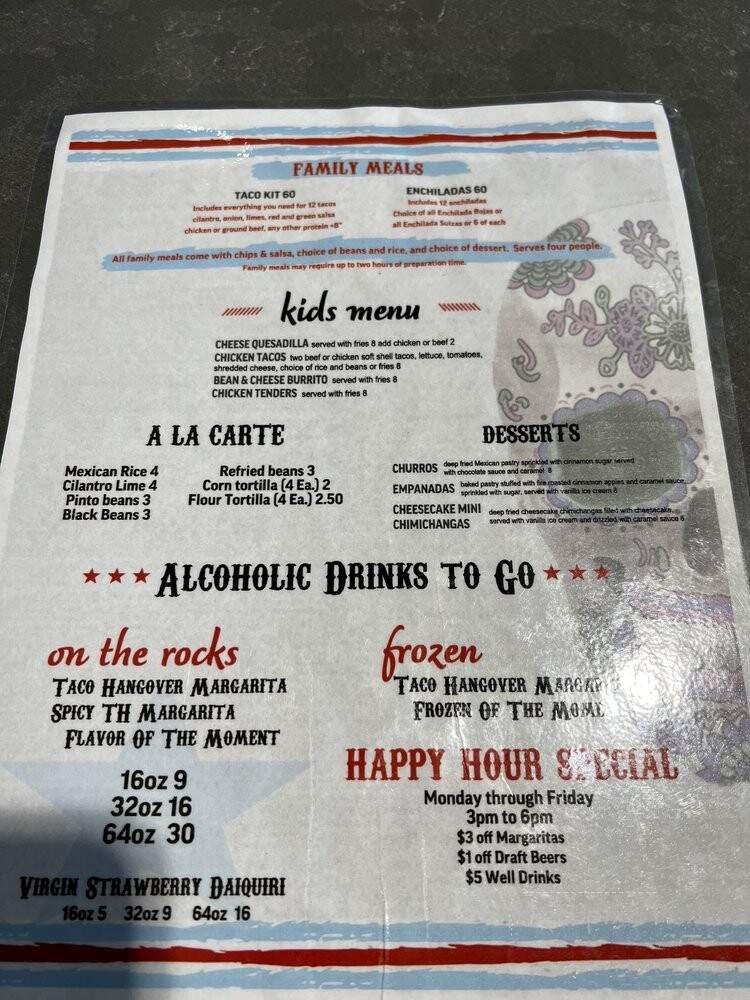 FAMILY MEALS
TACO KIT 60
Includes everything you need for 12 tacos
cilantro, onion, limes, red and green salsa
chicken or ground beef, any other protein +8"
ENCHILADAS 60
Includes 12 enchiladas
Choice of all Enchilada Rojas or
all Enchilada Suizas or 6 of each
All family meals come with chips & salsa, choice of beans and rice, and choice of dessert. Serves four people.
Family meals may require up to two hours of preparation time.
kids menu
CHEESE QUESADILLA served with fries 8 add chicken or beef 2
CHICKEN TACOS two beef or chicken soft shell tacos, lettuce, tomatoes,
shredded cheese, choice of rice and beans or fries 8
BEAN & CHEESE BURRITO served with fries 8
CHICKEN TENDERS served with fries 8
A LA CARTE
Mexican Rice 4
Cilantro Lime 4
Pinto beans 3
Black Beans 3
Refried beans 3
Corn tortilla (4 Ea.) 2
Flour Tortilla (4 Ea.) 2.50
DESSERTS
CHURROS deep fried Mexican pastry sprinkled with cinnamon sugar served
with chocolate sauce and caramel 8
EMPANADAS baked pastry stuffed with fire roasted cinnamon apples and caramel sauce,
sprinkled with sugar, served with vanilla ice cream 8
CHEESECAKE MINI
CHIMICHANGAS
deep fried cheesecake chimichangas filled with cheesecake,
served with vanilla ice cream and drizzled with caramel sauce 8
ALCOHOLIC DRINKS TO GO
on the rocks
TACO HANGOVER MARGARITA
SPICY TH MARGARITA
FLAVOR OF THE MOMENT
16oz 9
32oz 16
64oz 30
VIRGIN STRAWBERRY DAIQUIRI
16oz 5 32oz 9 64oz 16
frozen
TACO HANGOVER
FROZEN OF THE
HAPPY HOUR SPECIAL
Monday through Friday
3pm to 6pm
$3 off Margaritas
$1 off Draft Beers
$5 Well Drinks